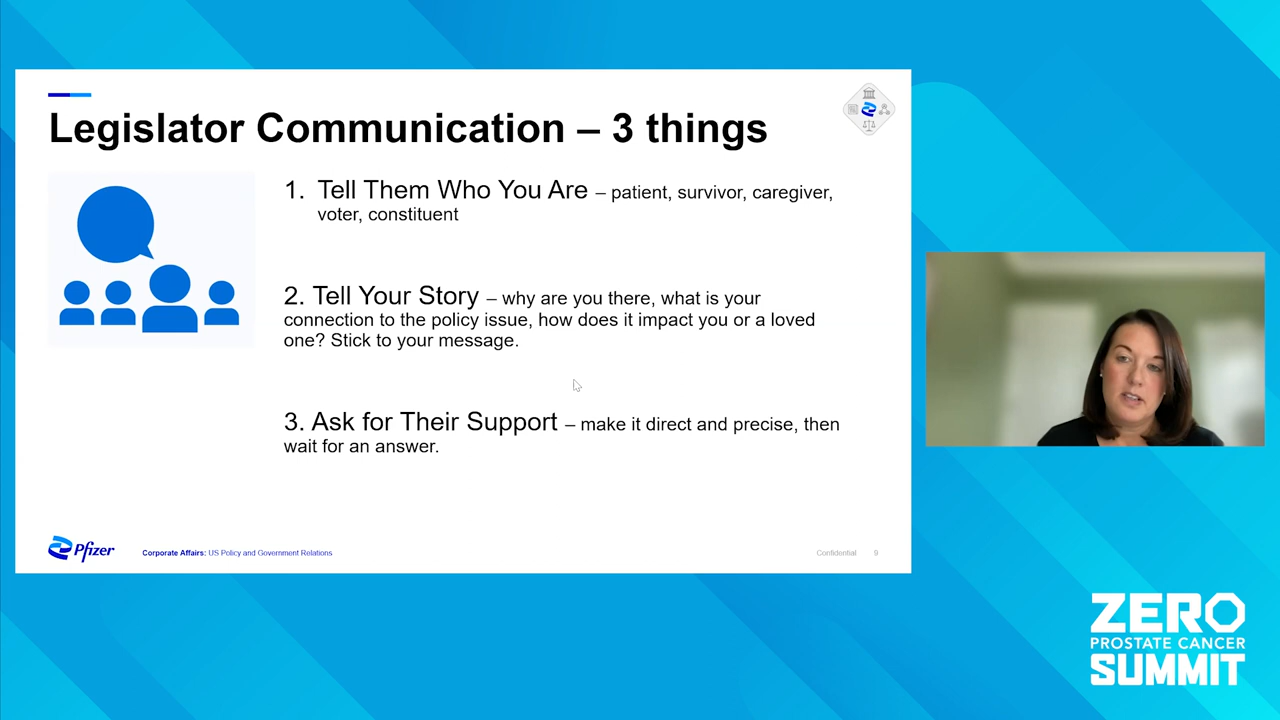 Legislator Communication – 3 things
1. Tell Them Who You Are – patient, survivor, caregiver,
voter, constituent
2. Tell Your Story – why are you there, what is your
connection to the policy issue, how does it impact you or a loved
one? Stick to your message.
3. Ask for Their Support – make it direct and precise, then
wait for an answer.
Pfizer
Corporate Affairs: US Policy and Government Relations
Confidential
9
ZERO
PROSTATE CANCER
SUMMIT